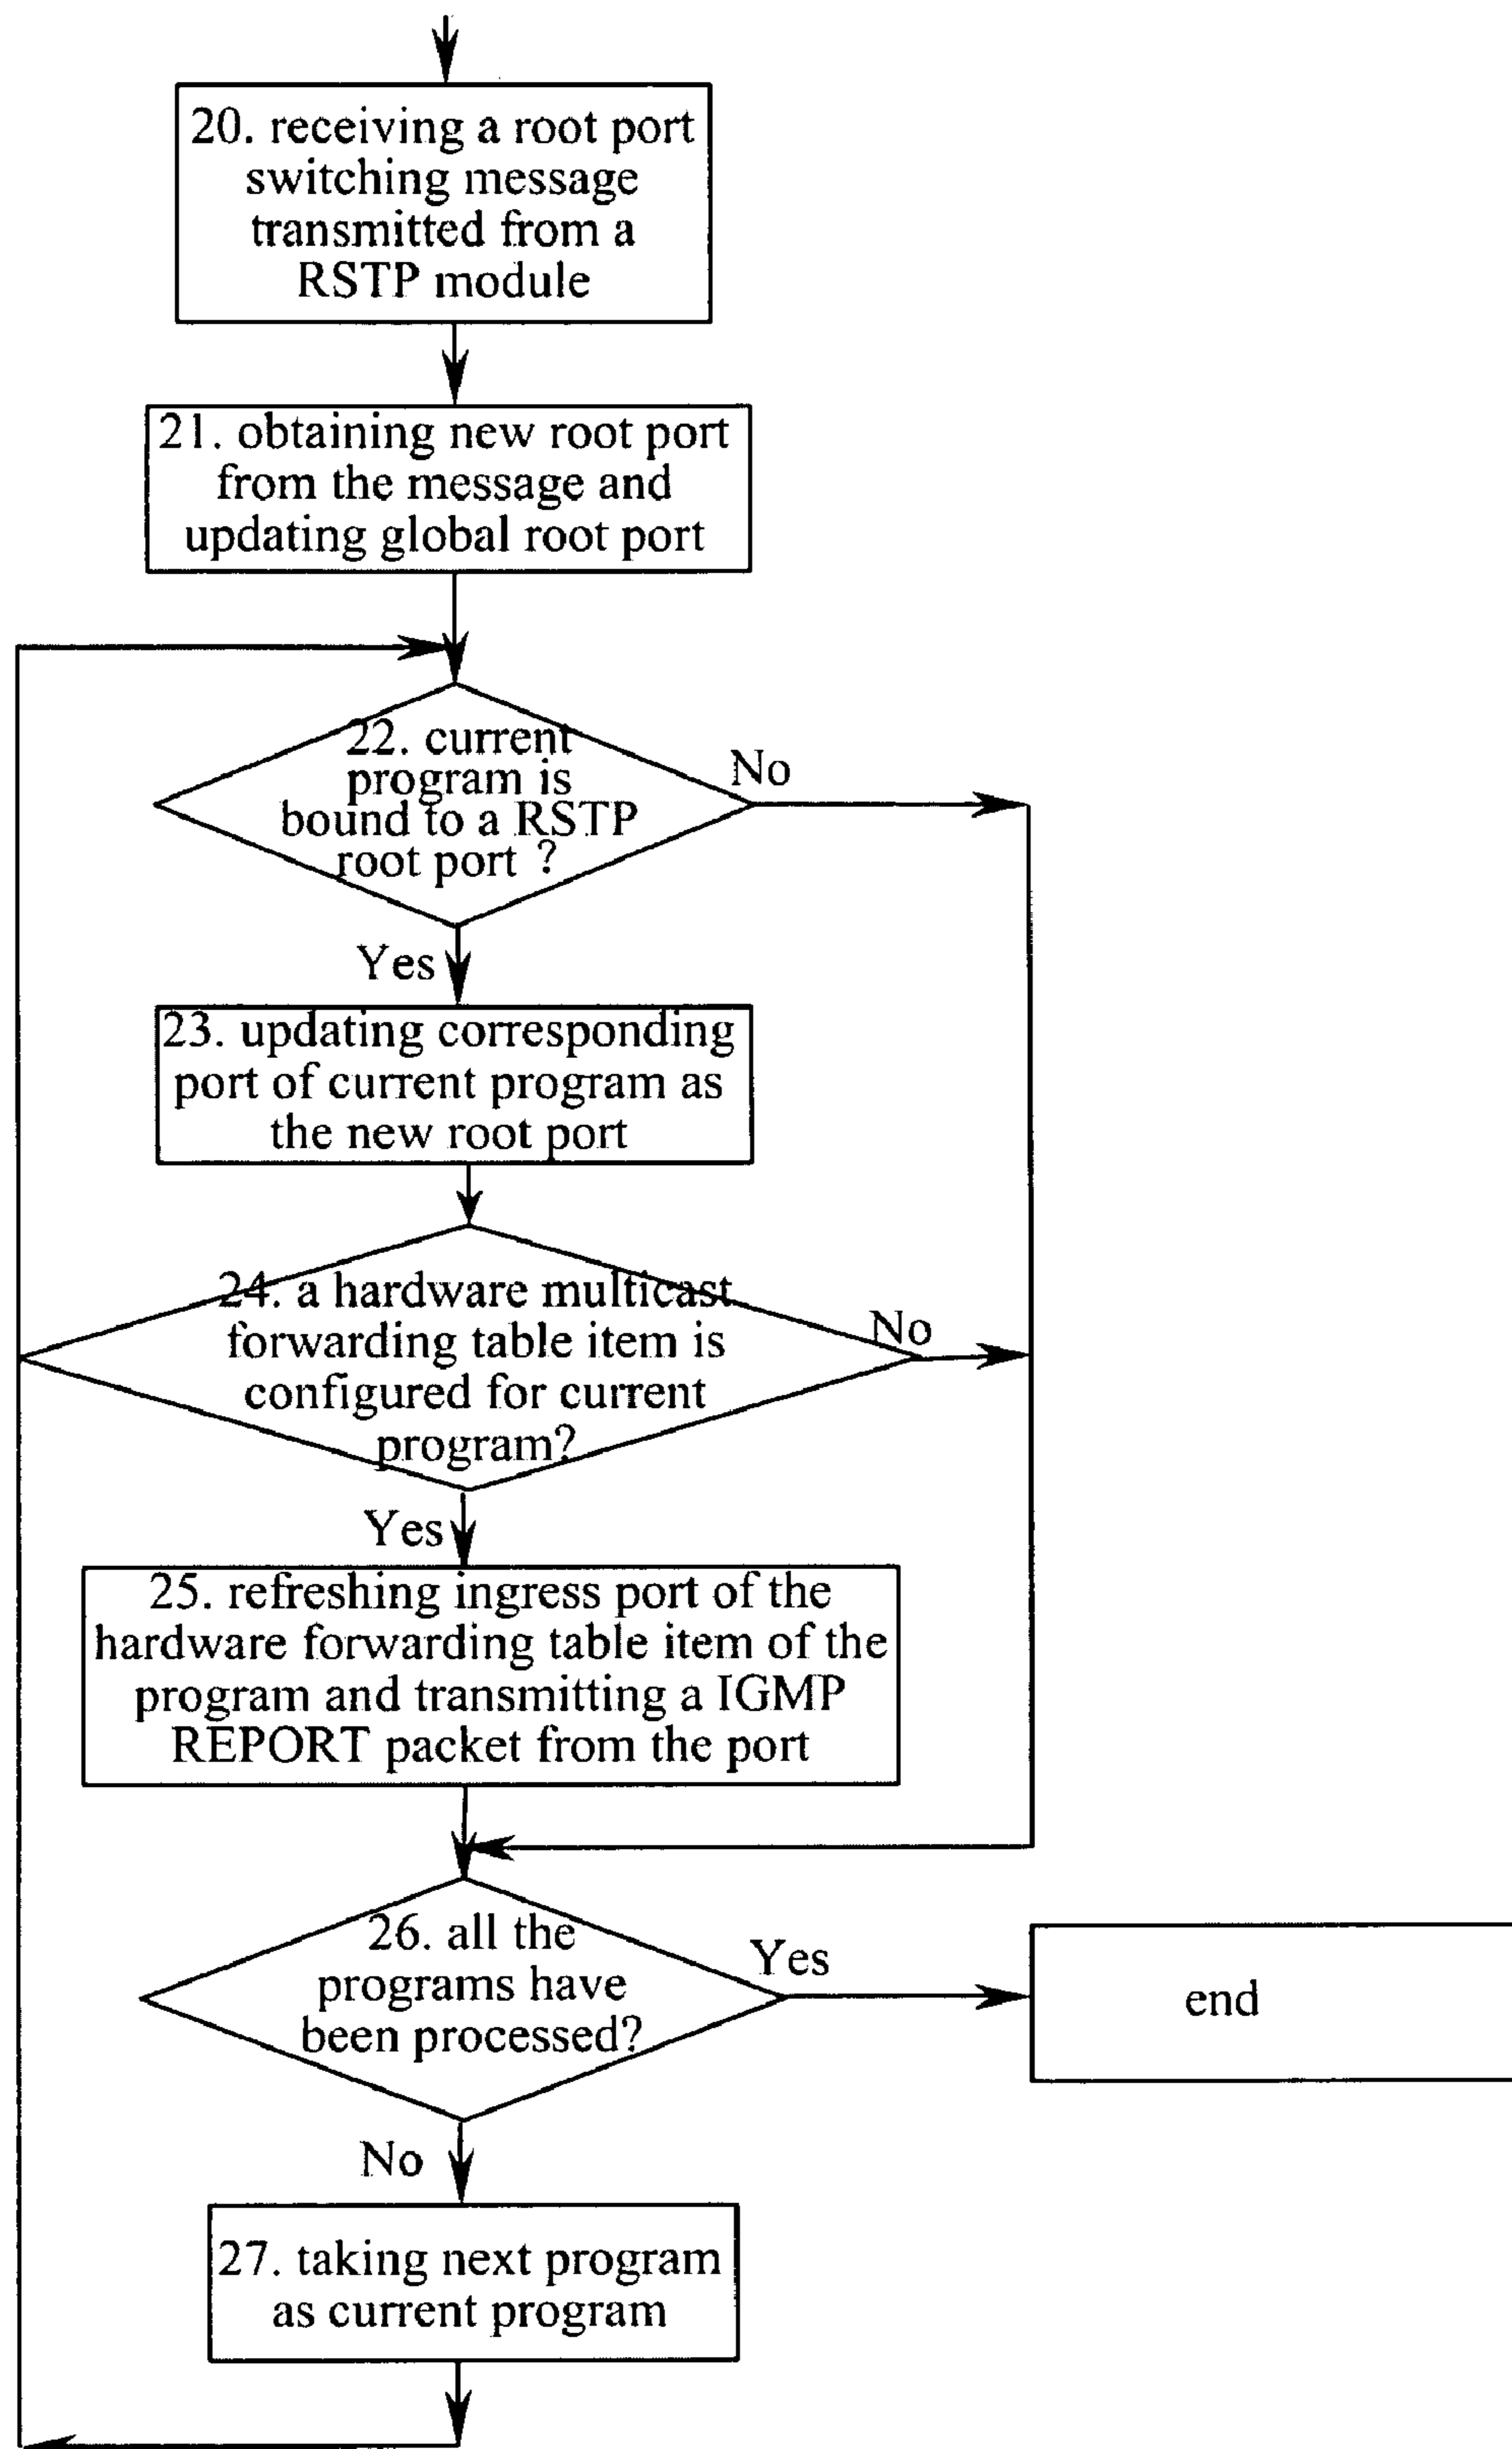 20. receiving a root port
switching message
transmitted from a
RSTP module
21. obtaining new root port
from the message and
updating global root port
22. current
program is
bound to a RSTP
root port ?
No
Yes
23. updating corresponding
port of current program as
the new root port
24. a hardware multicast
forwarding table item is
configured for current
program?
No
Yes
25. refreshing ingress port of the
hardware forwarding table item of the
program and transmitting a IGMP
REPORT packet from the port
26. all the
programs have
been processed?
Yes
end
No
27. taking next program
as current program